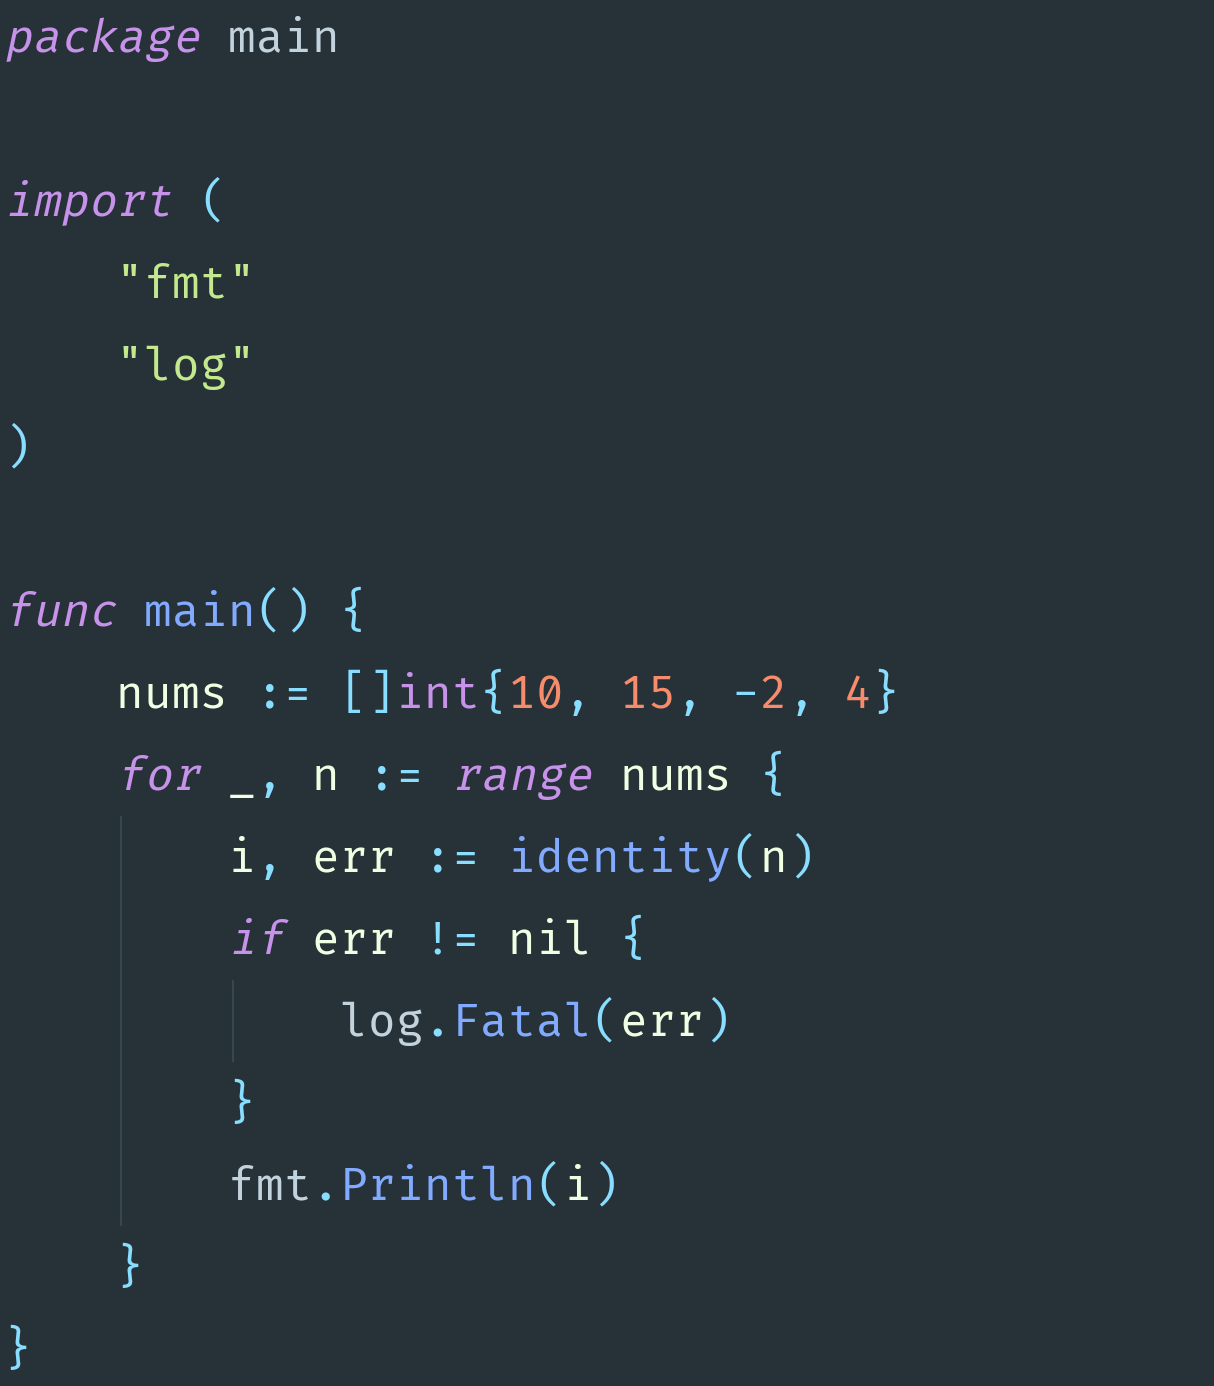 package main

import (
    "fmt"
    "log"
)

func main() {
    nums := []int{10, 15, -2, 4}
    for _, n := range nums {
        i, err := identity(n)
        if err != nil {
            log.Fatal(err)
        }
        fmt.Println(i)
    }
}